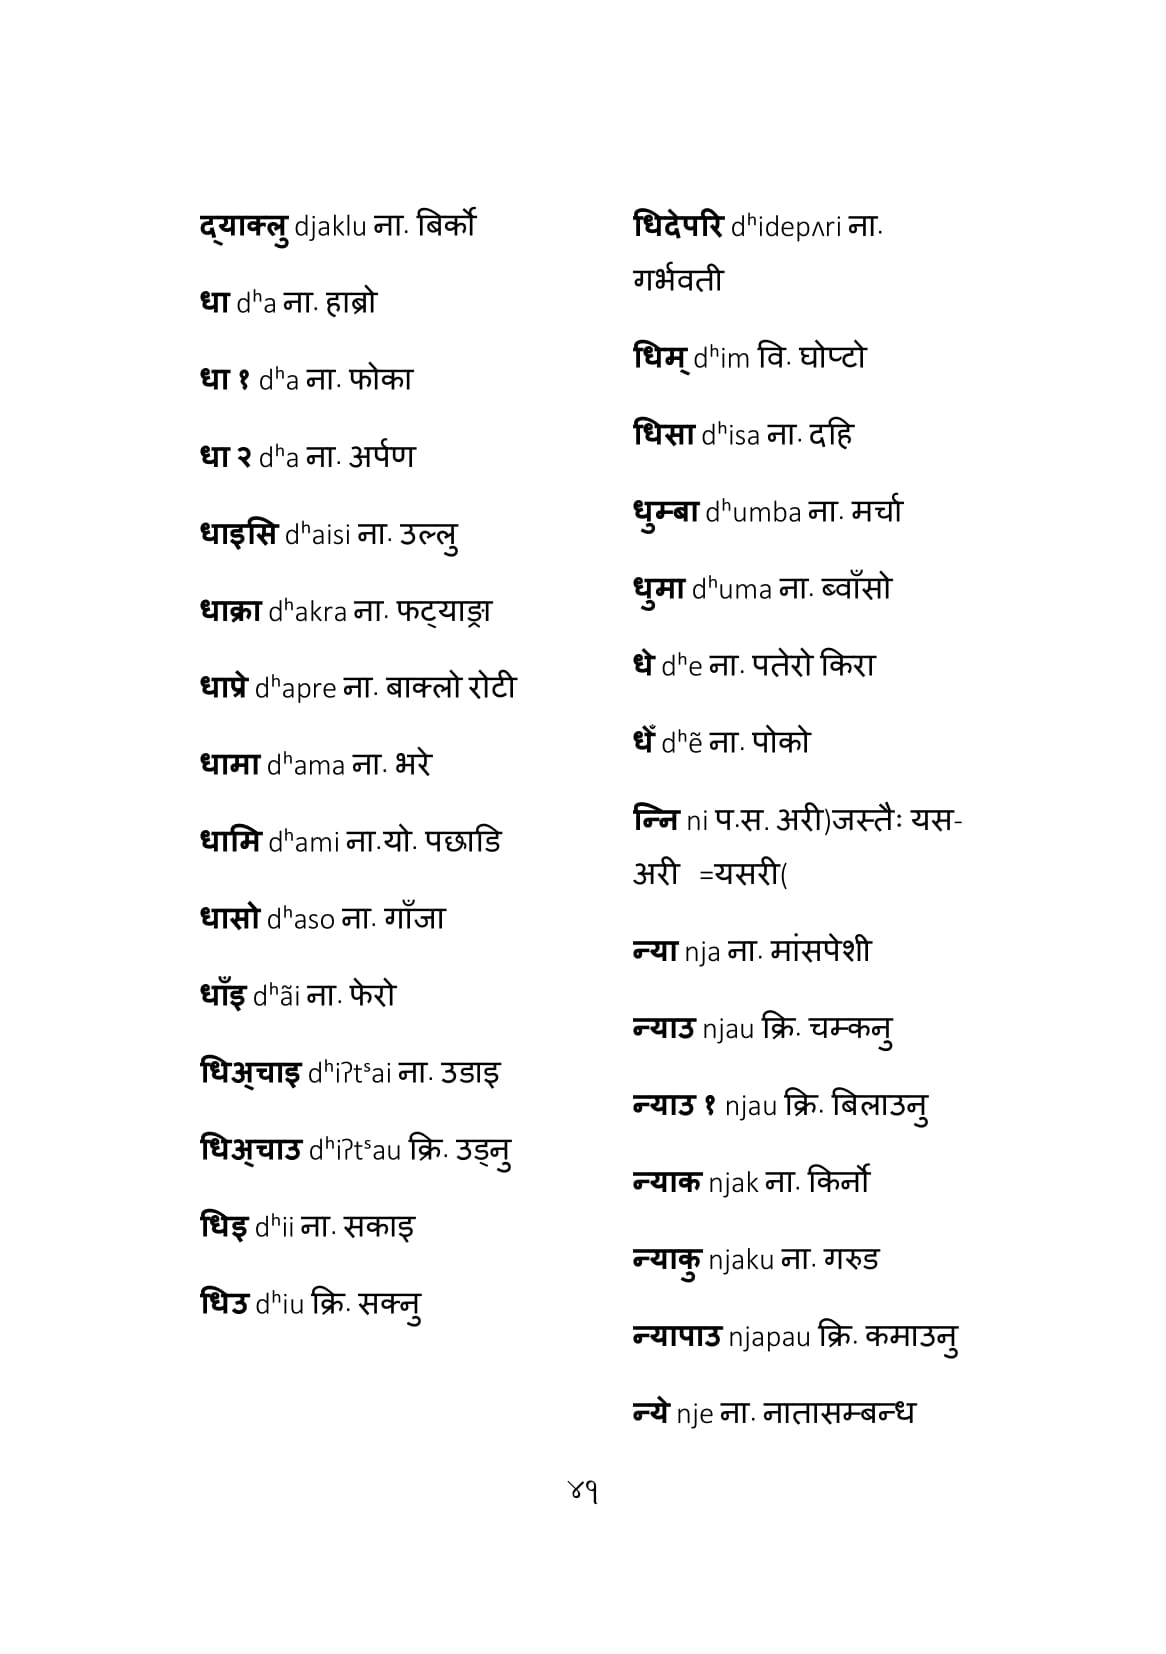 द्‌याक्लु djaklu ना. बिर्को
धा dʰa ना. हाब्रो
धा १ dʰa ना. फोका
धा २ dʰa ना. अर्पण
धाइसि dʰaisi ना. उल्लु
धाक्रा dʰakra ना. फट्याङ्रा
धाप्रे dʰapre ना. बाक्लो रोटी
धामा dʰama ना. भरे
धामि dʰami ना.यो. पछाडि
धासो dʰaso ना. गाँजा
धाँइ dʰãi ना. फेरो
धिअ्‌चाइ dʰiʔtˢai ना. उडाइ
धिअ्‌चाउ dʰiʔtˢau क्रि. उड्नु
धिइ dʰii ना. सकाइ
धिउ dʰiu क्रि. सक्नु
धिदेपरि dʰidepʌri ना.
गर्भवती
धिम् dʰim वि. घोप्टो
धिसा dʰisa ना. दहि
धुम्बा dʰumba ना. मर्चा
धुमा dʰuma ना. ब्वाँसो
धे dʰe ना. पतेरो किरा
धेँ dʰẽ ना. पोको
न्नि ni प.स. अरी)जस्तैः यस-
अरी =यसरी(
न्या nja ना. मांसपेशी
न्याउ njau क्रि. चम्कनु
न्याउ १ njau क्रि. बिलाउनु
न्याक njak ना. किर्नो
न्याकु njaku ना. गरुड
न्यापाउ njapau क्रि. कमाउनु
न्ये nje ना. नातासम्बन्ध
४१